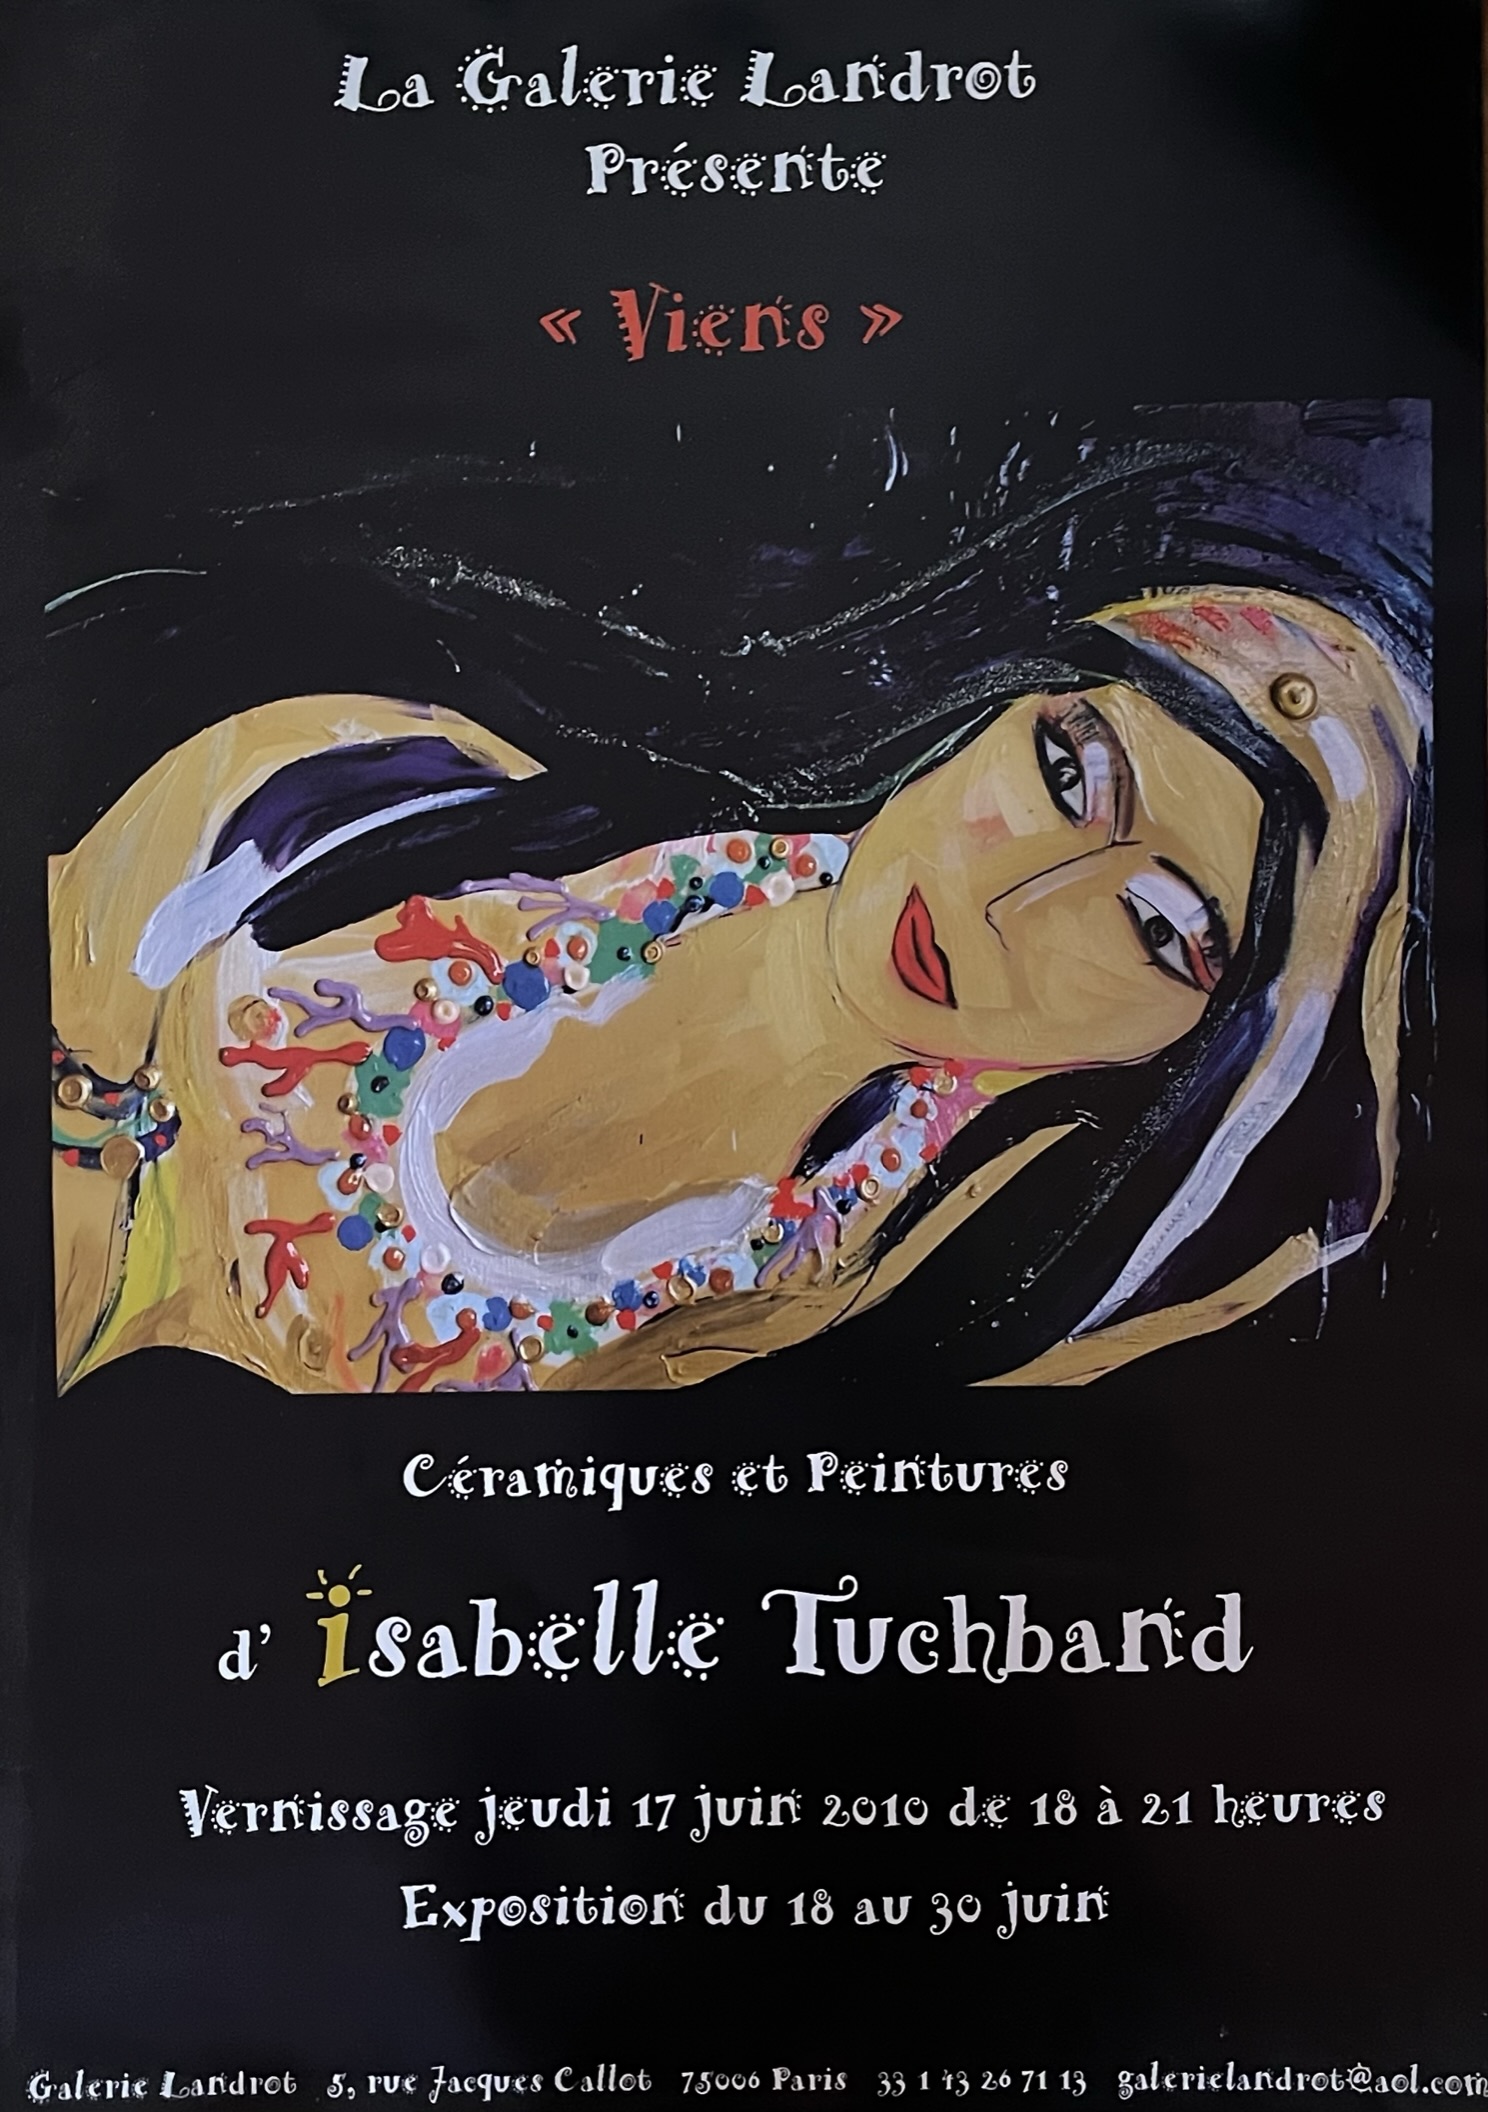 La Galerie Landrot
Présente
« Viens »
Céramiques et Peintures
d' isabelle Tuchband
Vernissage jeudi 17 juin 2010 de 18 à 21 heures
Exposition du 18 au 30 juin
Galerie Landrot 5, rue Jacques Callot 75006 Paris 33 1 43 26 71 13 galerielandrot@aol.com